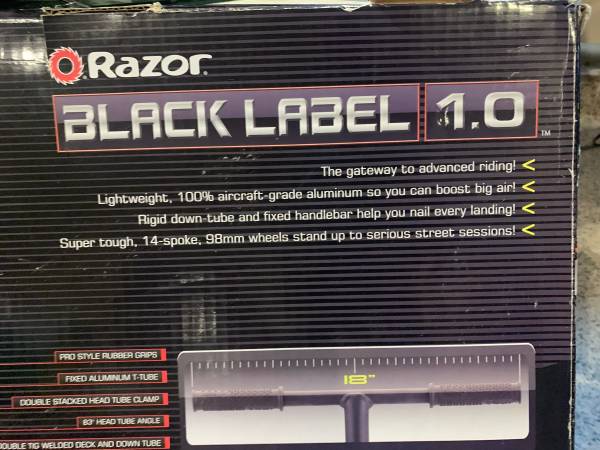 Razor
BLACK LABEL 1.0 ™
The gateway to advanced riding! <
Lightweight, 100% aircraft-grade aluminum so you can boost big air! <
Rigid down-tube and fixed handlebar help you nail every landing! <
Super tough, 14-spoke, 98mm wheels stand up to serious street sessions! <
PRO STYLE RUBBER GRIPS
FIXED ALUMINUM T-TUBE
DOUBLE STACKED HEAD TUBE CLAMP
83° HEAD TUBE ANGLE
DOUBLE TIG WELDED DECK AND DOWN TUBE
18"